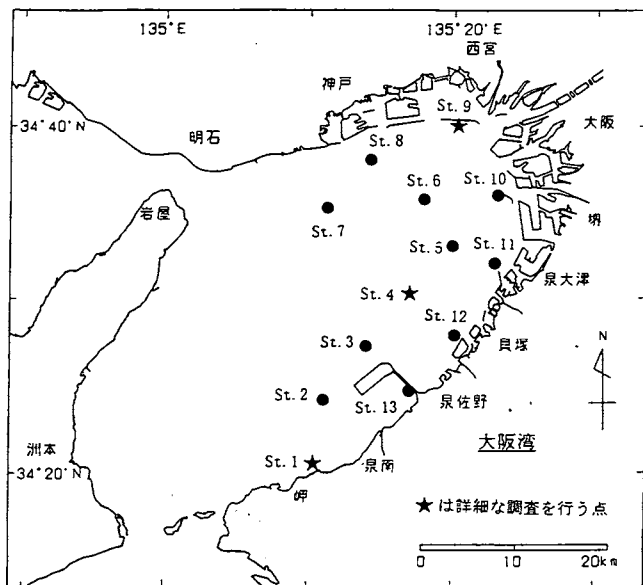 135°E
135°20'
西宮
神戸
St. 9
34°40'N
明石
大阪
St. 8
St. 6
St. 10
岩屋
堺
St. 7
St. 5
St. 11
泉大津
St. 4
St. 12
貝塚
St. 3
N
St. 2
St. 13
泉佐野
大阪湾
洲本
St. 1
泉南
34°20'N
岬
★は詳細な調査を行う点
0 10 20km